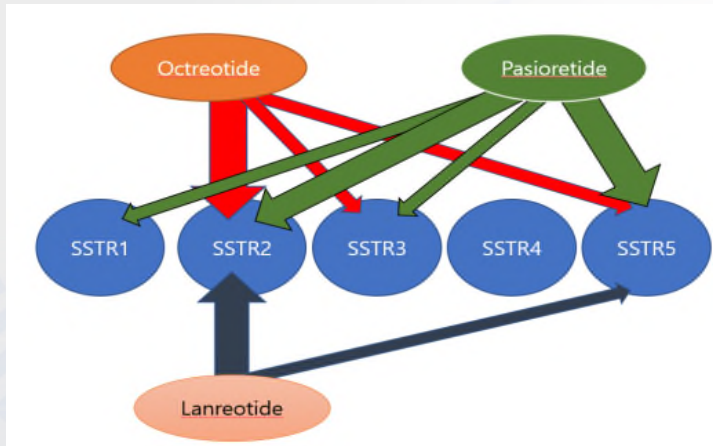 Octreotide
Pasioretide
SSTR1
SSTR2
SSTR3
SSTR4
SSTR5
Lanreotide